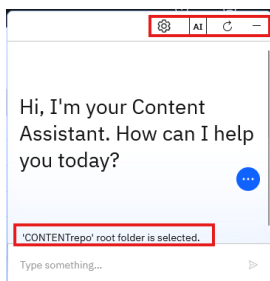 AI
Hi, I'm your Content
Assistant. How can I help
you today?
'CONTENTrepo' root folder is selected.
Type something...